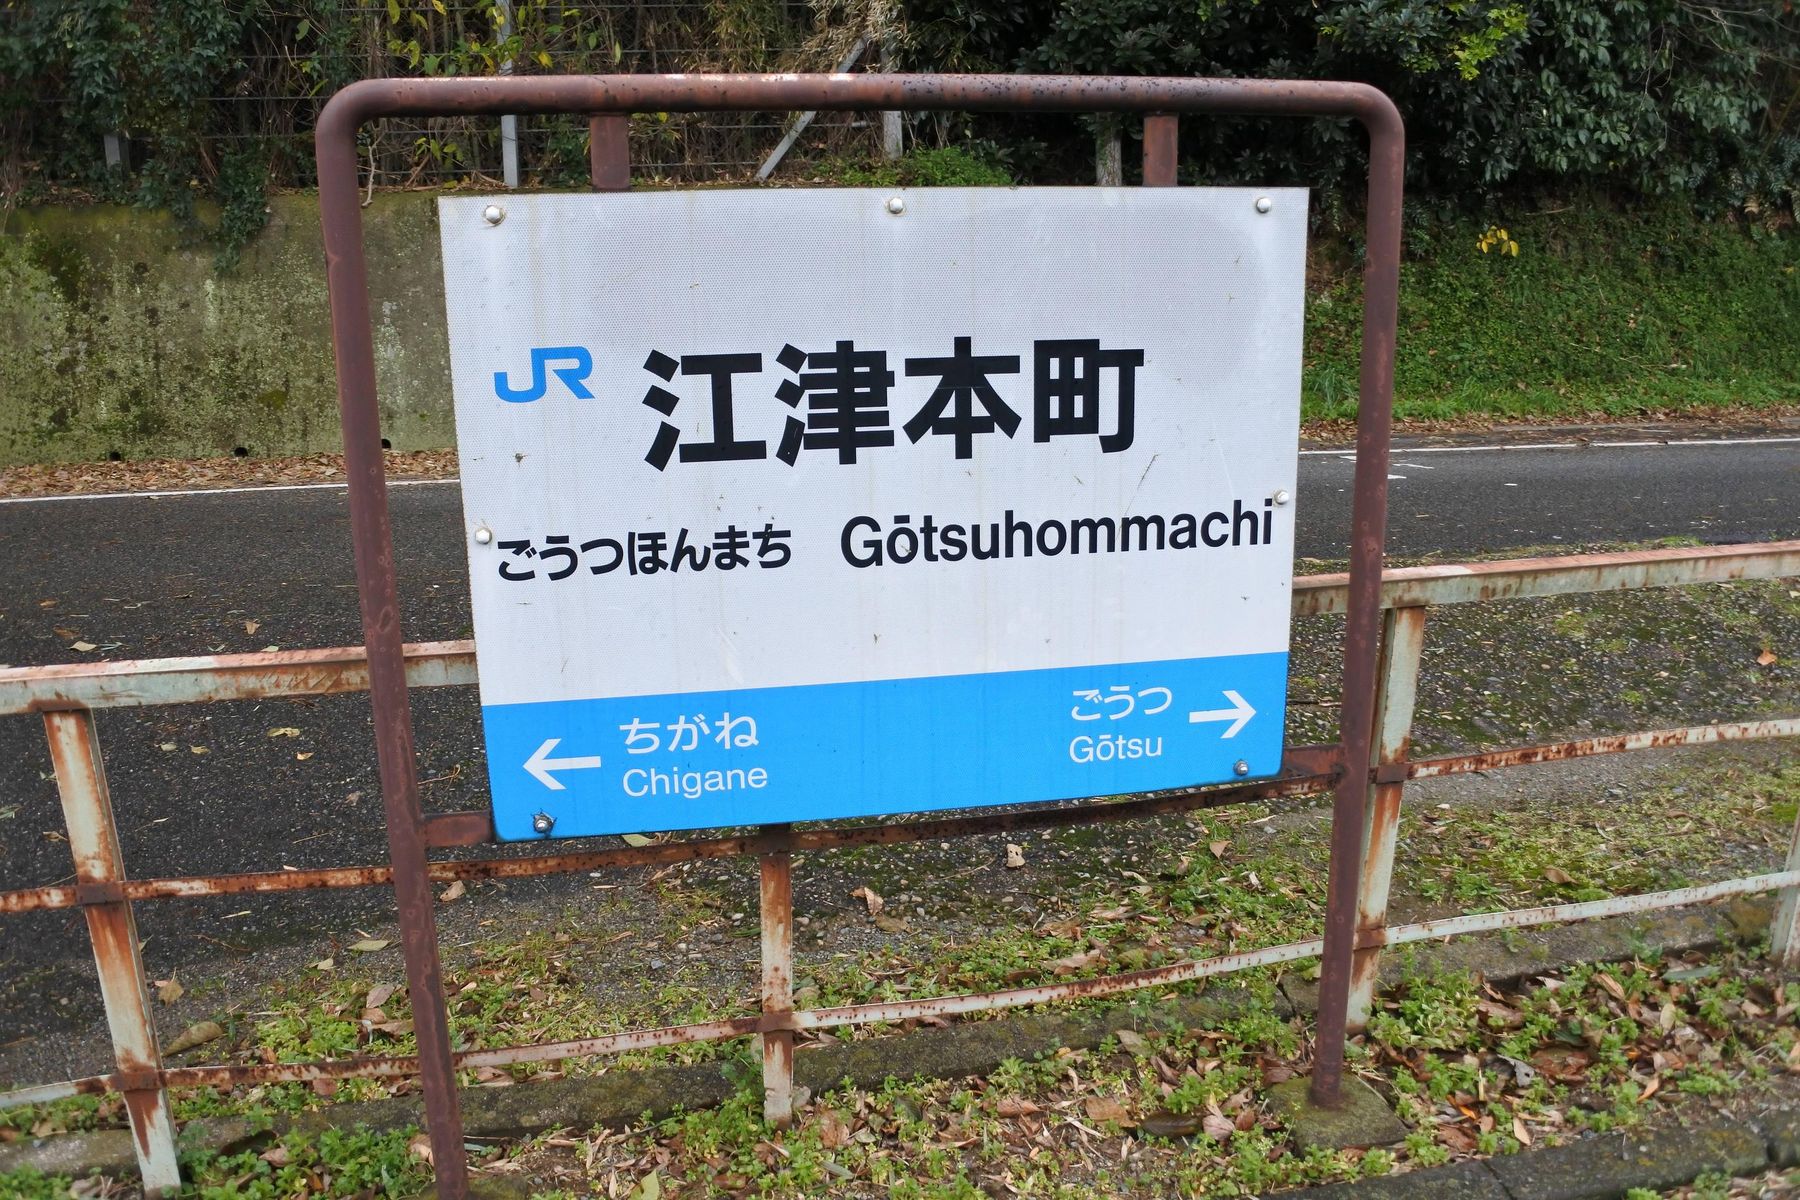 JR 江津本町
ごうつほんまち Gōtsuhommachi
← ちがね
Chigane
ごうつ →
Gōtsu